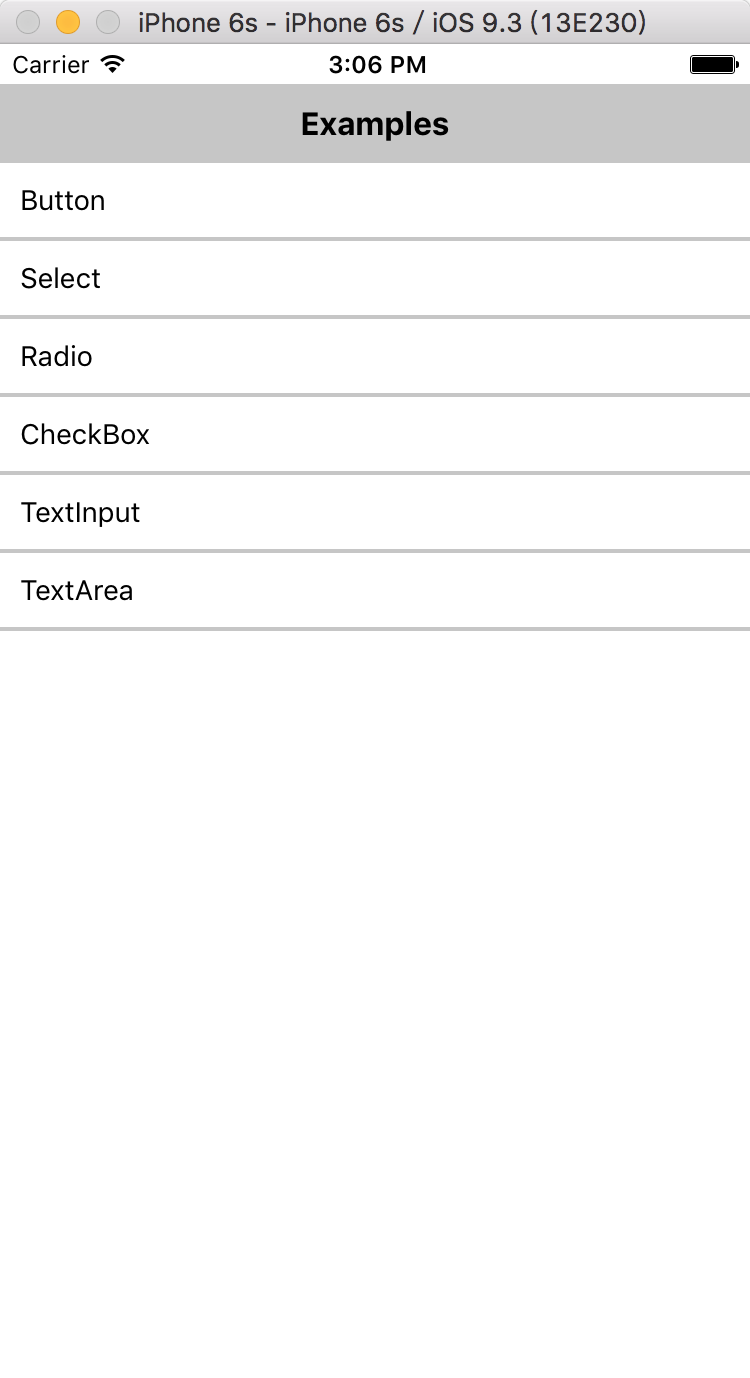 iPhone 6s - iPhone 6s / iOS 9.3 (13E230)
Carrier 3:06 PM
Examples
Button
Select
Radio
CheckBox
TextInput
TextArea